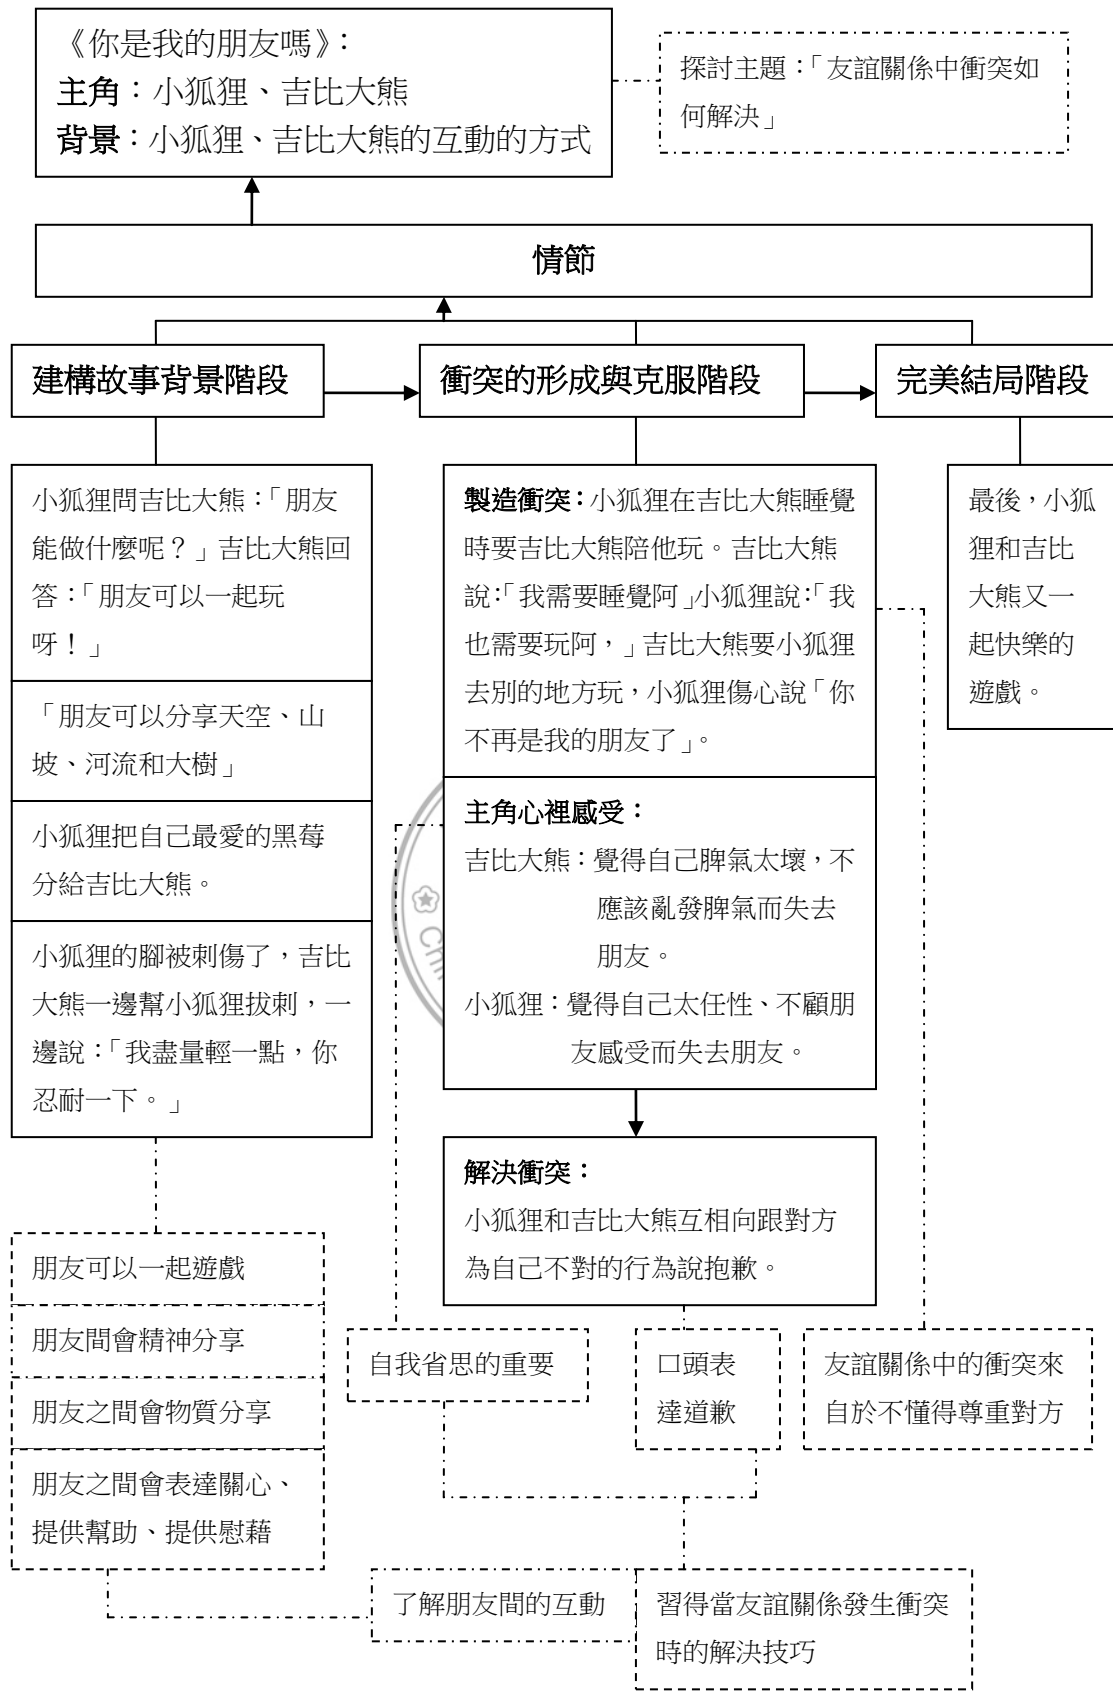 《你是我的朋友嗎》：
主角：小狐狸、吉比大熊
背景：小狐狸、吉比大熊的互動的方式
探討主題：「友誼關係中衝突如
何解決」
情節
建構故事背景階段
衝突的形成與克服階段
完美結局階段
小狐狸問吉比大熊：「朋友
能做什麼呢？」吉比大熊回
答：「朋友可以一起玩
呀！」
「朋友可以分享天空、山
坡、河流和大樹」
小狐狸把自己最愛的黑莓
分給吉比大熊。
小狐狸的腳被刺傷了，吉比
大熊一邊幫小狐狸拔刺，一
邊說：「我盡量輕一點，你
忍耐一下。」
製造衝突：小狐狸在吉比大熊睡覺
時要吉比大熊陪他玩。吉比大熊
說：「我需要睡覺阿」小狐狸說：「我
也需要玩阿，」吉比大熊要小狐狸
去別的地方玩，小狐狸傷心說「你
不再是我的朋友了」。
主角心裡感受：
吉比大熊：覺得自己脾氣太壞，不
應該亂發脾氣而失去
朋友。
小狐狸：覺得自己太任性、不顧朋
友感受而失去朋友。
解決衝突：
小狐狸和吉比大熊互相向跟對方
為自己不對的行為說抱歉。
最後，小狐
狸和吉比
大熊又一
起快樂的
遊戲。
朋友可以一起遊戲
朋友間會精神分享
朋友之間會物質分享
朋友之間會表達關心、
提供幫助、提供慰藉
自我省思的重要
口頭表
達道歉
友誼關係中的衝突來
自於不懂得尊重對方
了解朋友間的互動
習得當友誼關係發生衝突
時的解決技巧